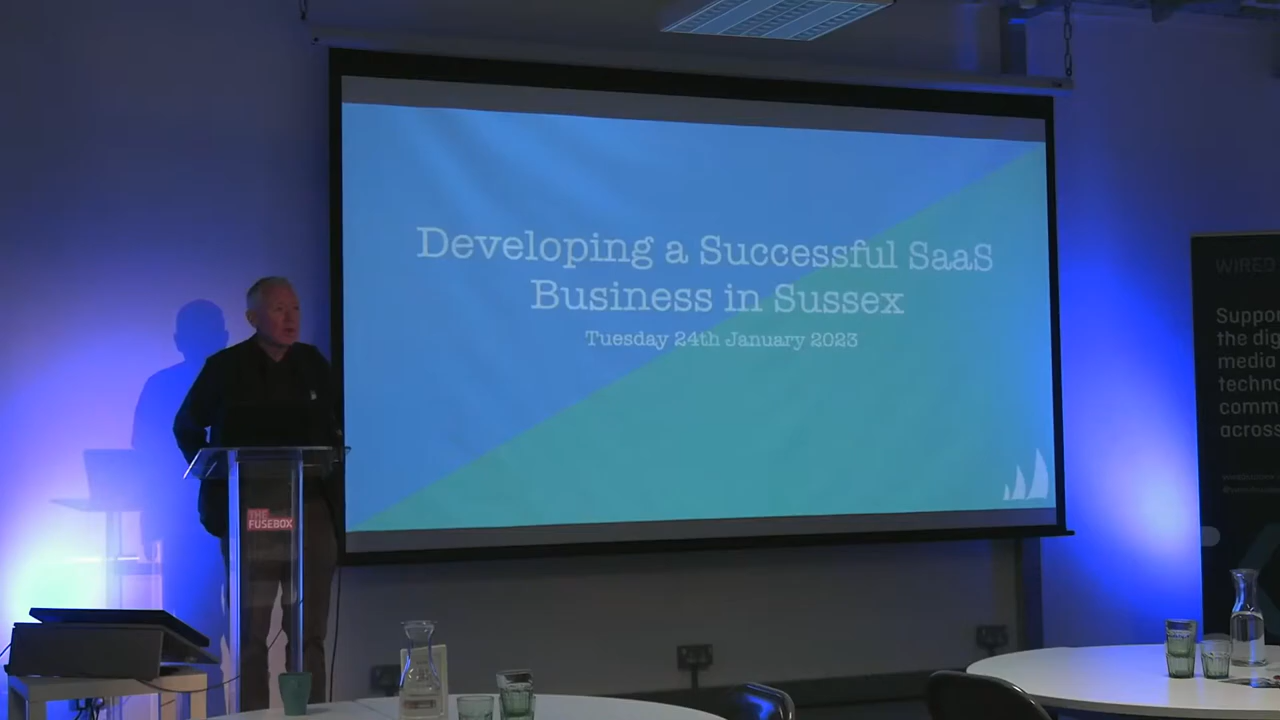 Developing a Successful SaaS
Business in Sussex
Tuesday 24th January 2023
THE
FUSEBOX
WIRED
Suppor
the dig
media
techno
comm
across